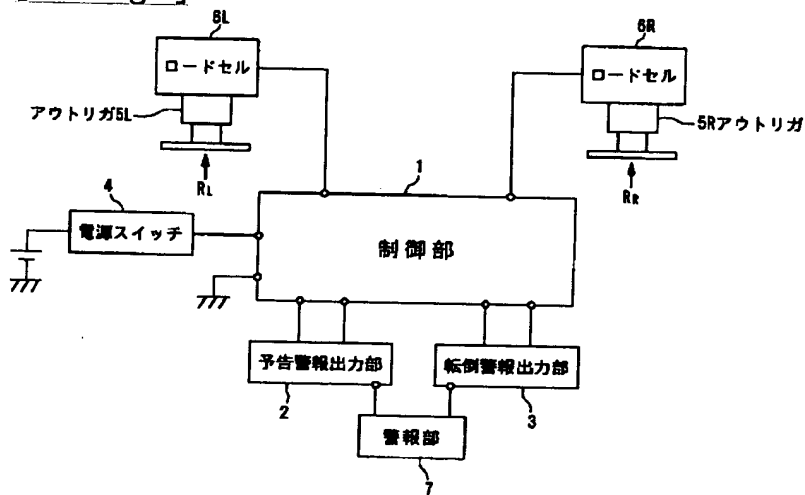 6L
ロードセル
アウトリガ5L
RL
6R
ロードセル
5Rアウトリガ
RR
1
4
電源スイッチ
制御部
予告警報出力部
2
転倒警報出力部
3
警報部
7